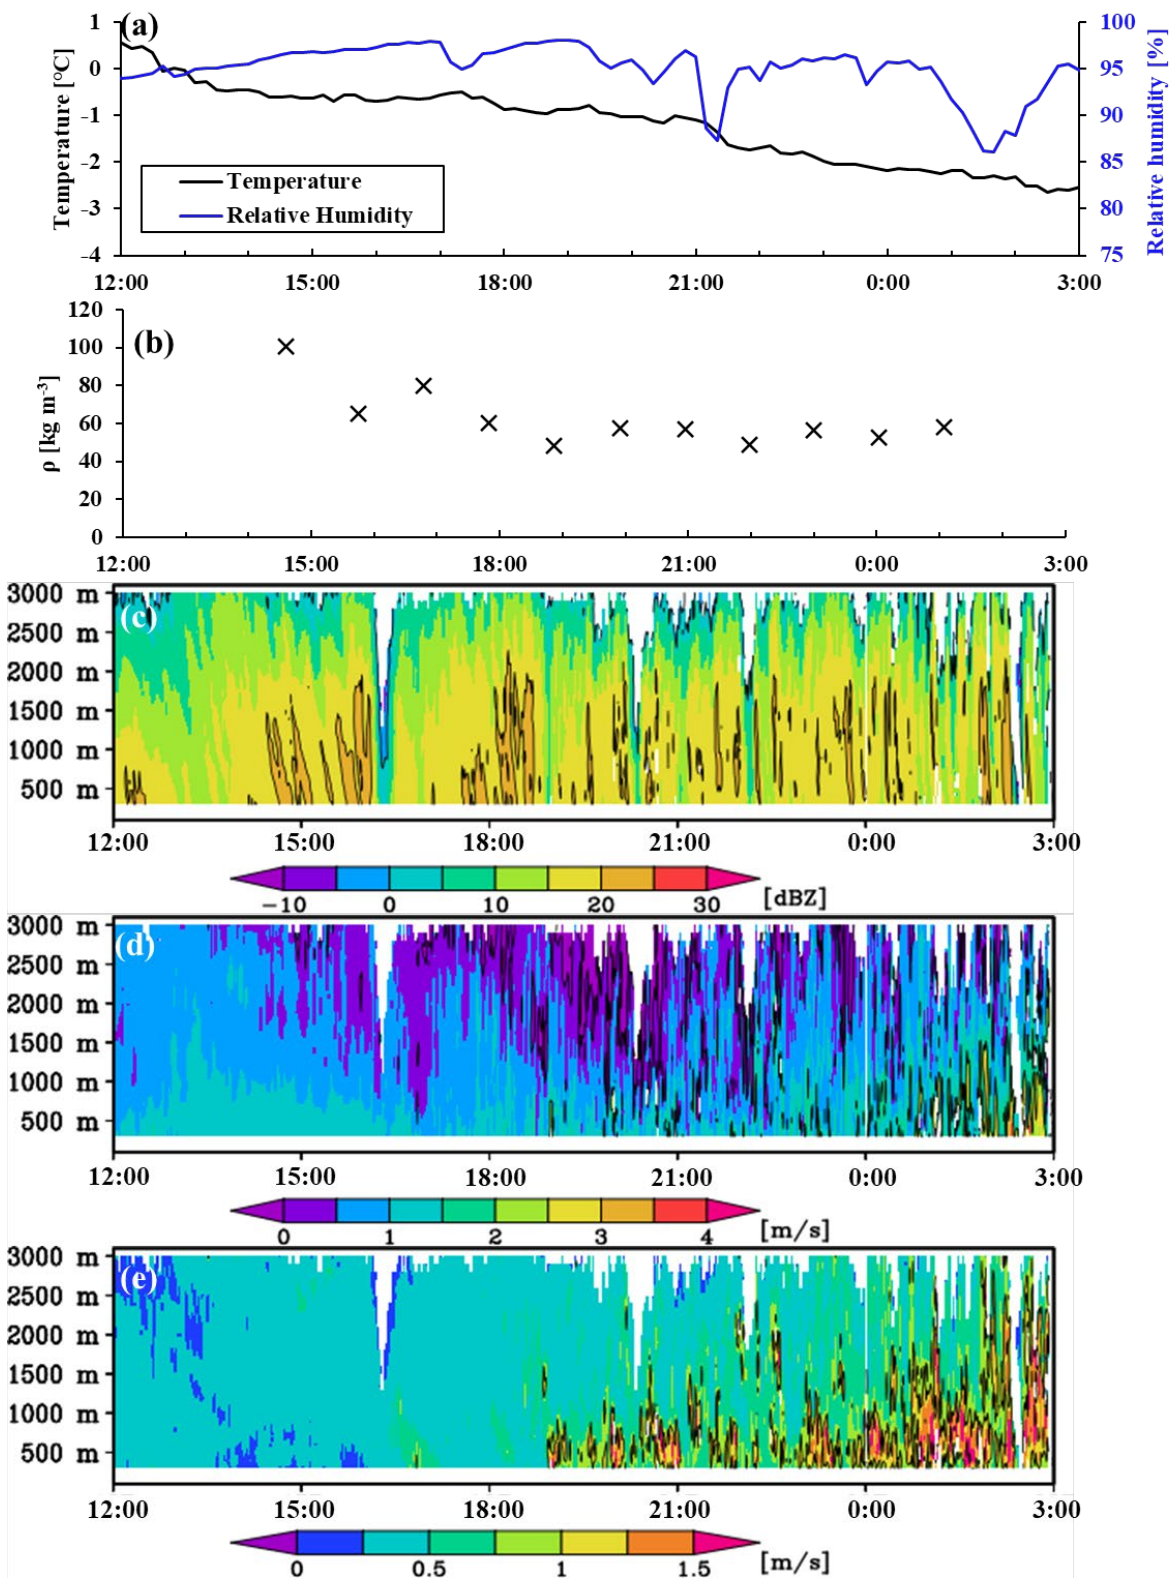 (a)
Temperature [°C]
1
0
-1
-2
-3
-4
Temperature
Relative Humidity
100
95
90
85
80
75
Relative humidity [%]
12:00 15:00 18:00 21:00 0:00 3:00
(b)
ρ [kg m-3]
120
100
80
60
40
20
0
12:00 15:00 18:00 21:00 0:00 3:00
(c)
3000 m
2500 m
2000 m
1500 m
1000 m
500 m
12:00 15:00 18:00 21:00 0:00 3:00
-10 0 10 20 30 [dBZ]
(d)
3000 m
2500 m
2000 m
1500 m
1000 m
500 m
12:00 15:00 18:00 21:00 0:00 3:00
0 1 2 3 4 [m/s]
(e)
3000 m
2500 m
2000 m
1500 m
1000 m
500 m
12:00 15:00 18:00 21:00 0:00 3:00
0 0.5 1 1.5 [m/s]